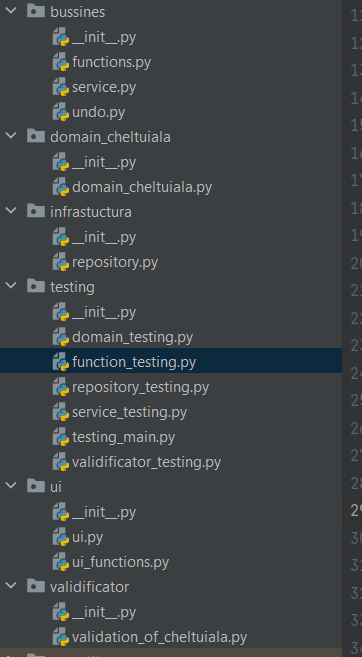 bussines
__init__.py
functions.py
service.py
undo.py
domain_cheltuiala
__init__.py
domain_cheltuiala.py
infrastuctura
__init__.py
repository.py
testing
__init__.py
domain_testing.py
function_testing.py
repository_testing.py
service_testing.py
testing_main.py
validificator_testing.py
ui
__init__.py
ui.py
ui_functions.py
validificator
__init__.py
validation_of_cheltuiala.py